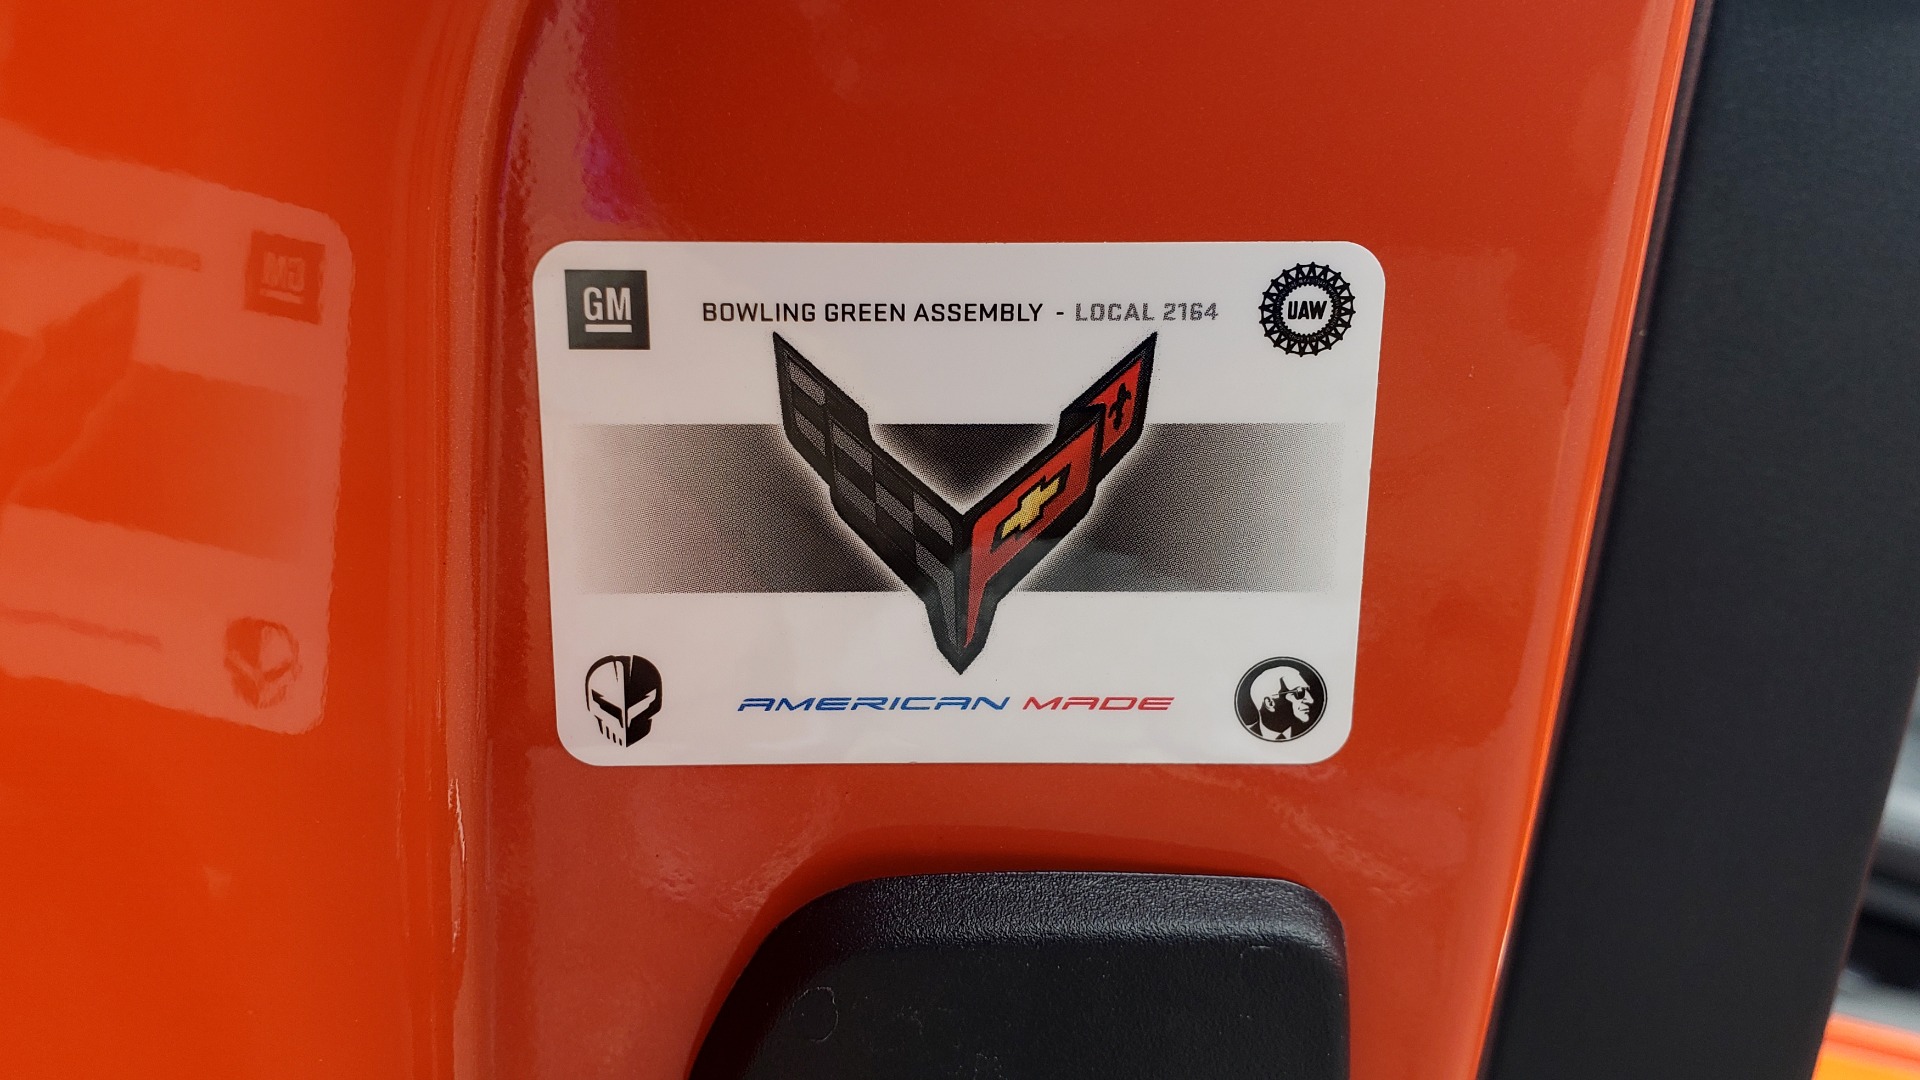 GM
BOWLING GREEN ASSEMBLY - LOCAL 2164
UAW
AMERICAN MADE